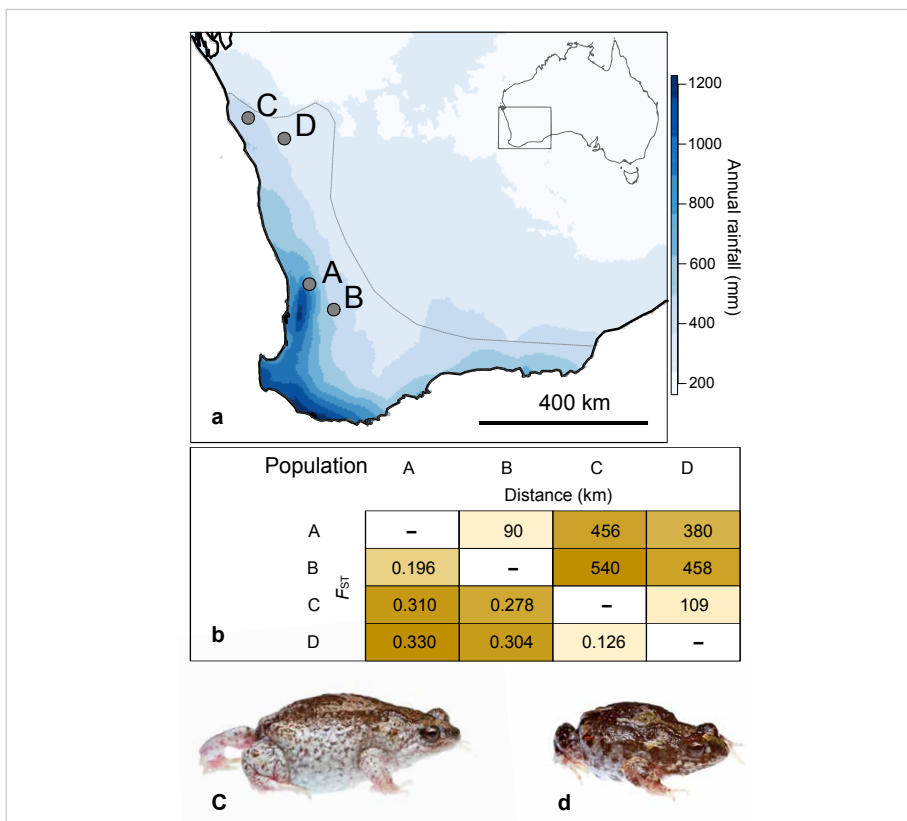 C
D
A
B
1200
1000
800
600
400
200
Annual rainfall (mm)
400 km
a
Population A B C D
Distance (km)
A – 90 456 380
B 0.196 – 540 458
C 0.310 0.278 – 109
D 0.330 0.304 0.126 –
FST
b
C
d